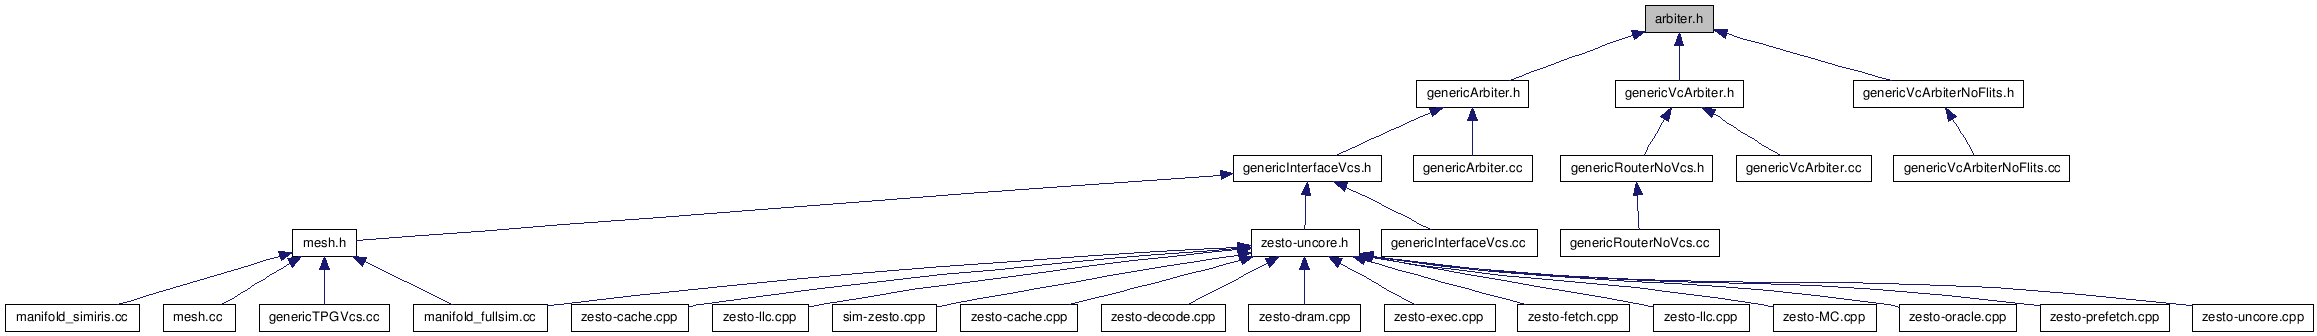 arbiter.h
genericArbiter.h
genericVcArbiter.h
genericVcArbiterNoFlits.h
genericInterfaceVcs.h
genericArbiter.cc
genericRouterNoVcs.h
genericVcArbiter.cc
genericVcArbiterNoFlits.cc
mesh.h
zesto-uncore.h
genericInterfaceVcs.cc
genericRouterNoVcs.cc
manifold_simiris.cc
mesh.cc
genericTPGVcs.cc
manifold_fullsim.cc
zesto-cache.cpp
zesto-llc.cpp
sim-zesto.cpp
zesto-cache.cpp
zesto-decode.cpp
zesto-dram.cpp
zesto-exec.cpp
zesto-fetch.cpp
zesto-llc.cpp
zesto-MC.cpp
zesto-oracle.cpp
zesto-prefetch.cpp
zesto-uncore.cpp